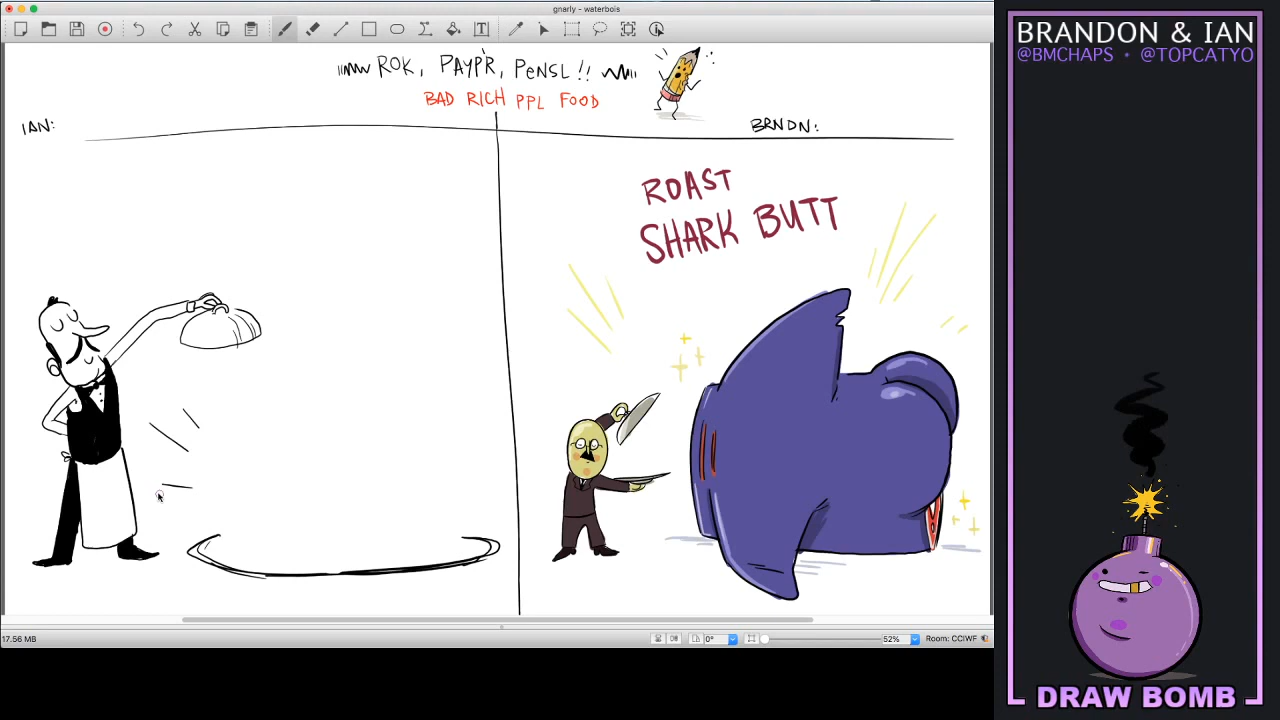 gnarly - waterbois
ROK, PAYPR, PENSL!!
BAD RICH PPL FOOD
IAN:
BRNDN:
ROAST
SHARK BUTT
17.56 MB
0°
52%
Room: CCIWF
BRANDON & IAN
@BMCHAPS • @TOPCATYO
DRAW BOMB